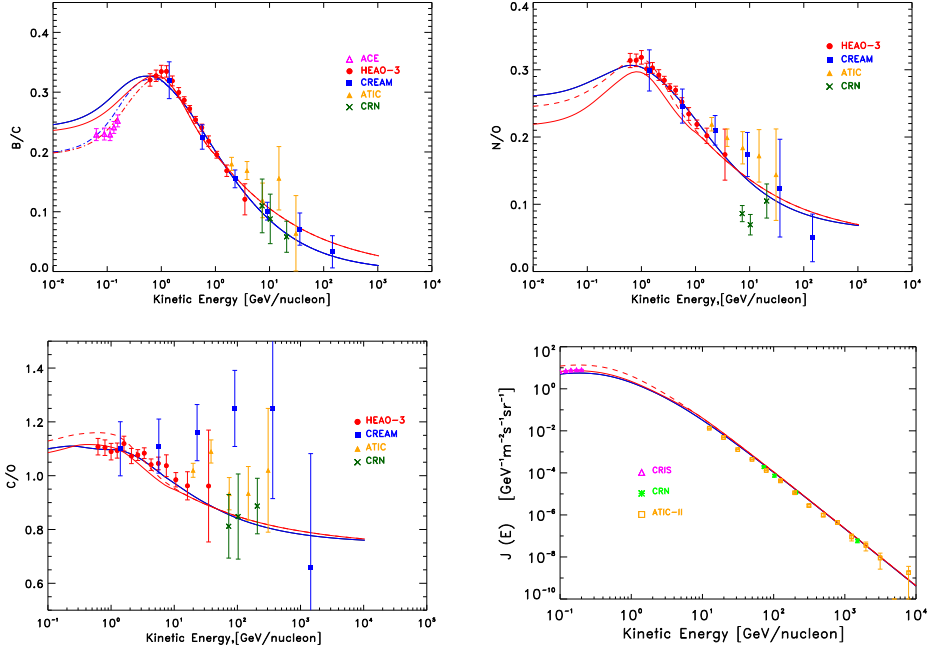 0.4
0.3
0.2
0.1
0.0
B/C
ACE
HEAO-3
CREAM
ATIC
CRN
10⁻² 10⁻¹ 10⁰ 10¹ 10² 10³ 10⁴
Kinetic Energy [GeV/nucleon]
0.4
0.3
0.2
0.1
0.0
N/O
HEAO-3
CREAM
ATIC
CRN
10⁻² 10⁻¹ 10⁰ 10¹ 10² 10³ 10⁴
Kinetic Energy,[GeV/nucleon]
1.4
1.2
1.0
0.8
0.6
C/O
HEAO-3
CREAM
ATIC
CRN
10⁻¹ 10⁰ 10¹ 10² 10³ 10⁴ 10⁵
Kinetic Energy,[GeV/nucleon]
10²
10⁰
10⁻²
10⁻⁴
10⁻⁶
10⁻⁸
10⁻¹⁰
J (E) [GeV⁻¹m⁻²s⁻¹sr⁻¹]
CRIS
CRN
ATIC-II
10⁻¹ 10⁰ 10¹ 10² 10³ 10⁴
Kinetic Energy [GeV/nucleon]